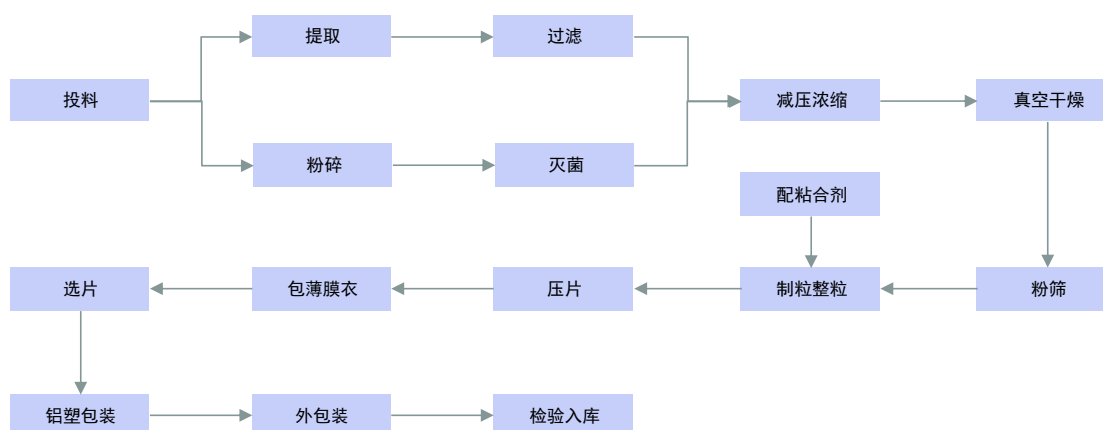 提取
过滤
投料
减压浓缩
真空干燥
粉碎
灭菌
配粘合剂
选片
包薄膜衣
压片
制粒整粒
粉筛
铝塑包装
外包装
检验入库